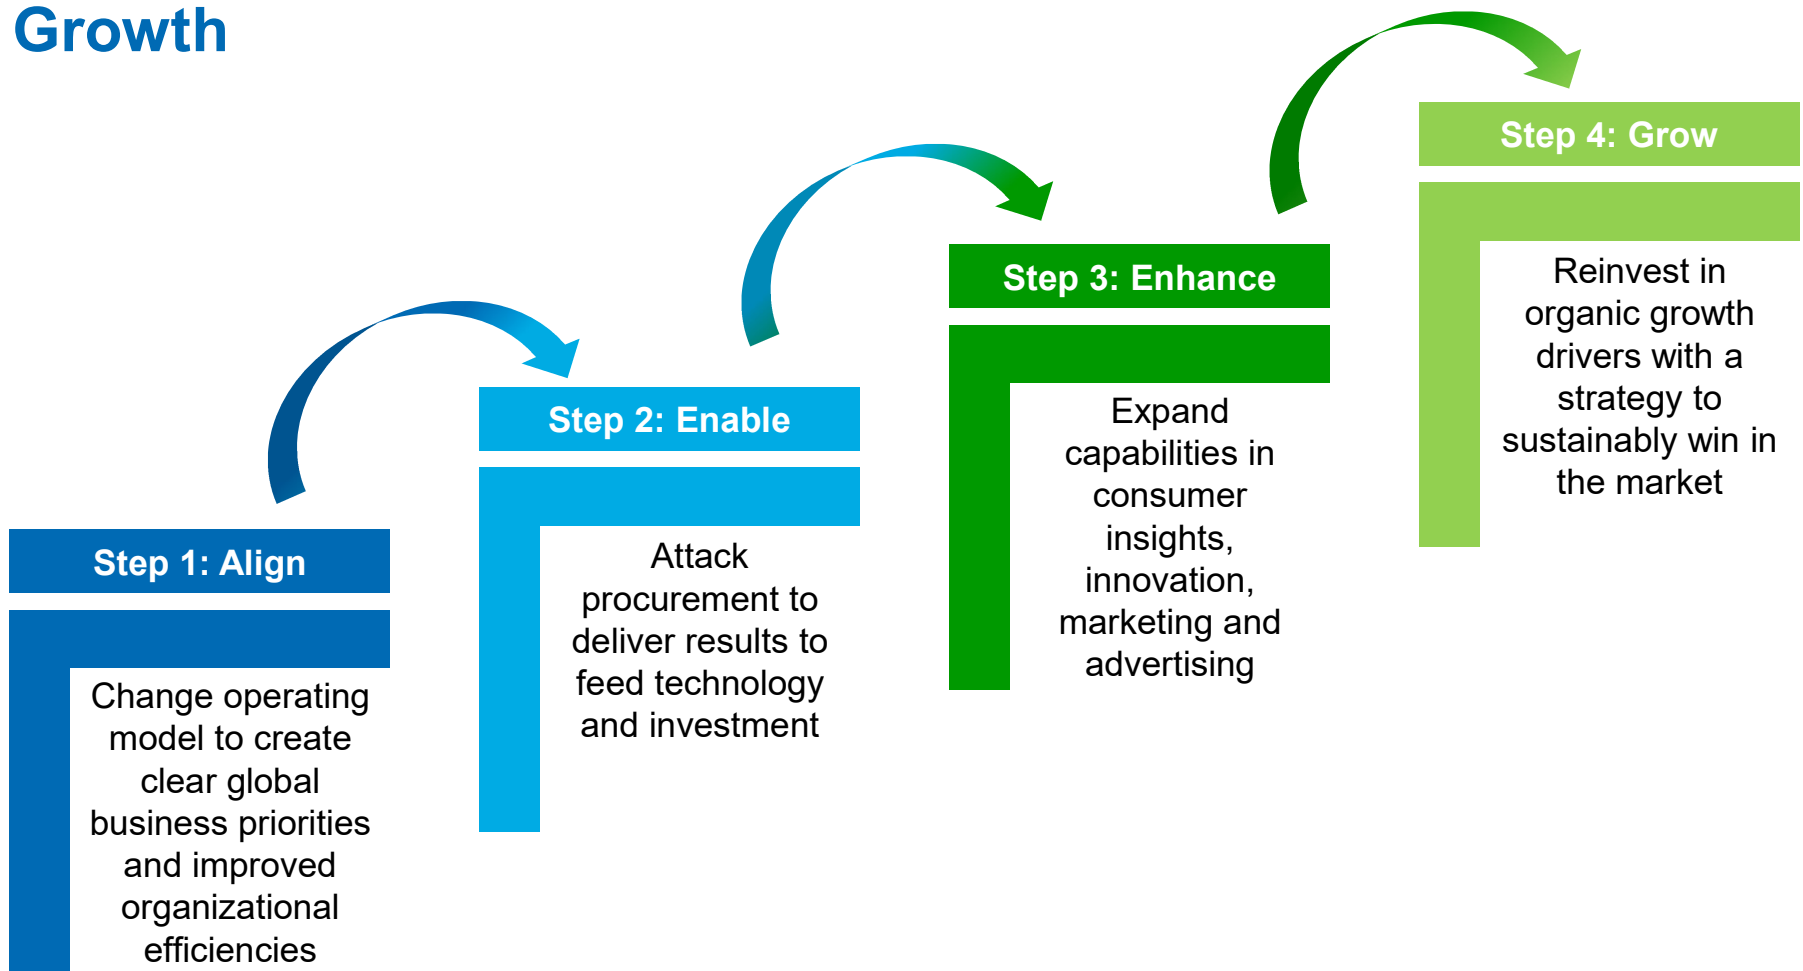 Growth
Step 1: Align
Change operating
model to create
clear global
business priorities
and improved
organizational
efficiencies
Step 2: Enable
Attack
procurement to
deliver results to
feed technology
and investment
Step 3: Enhance
Expand
capabilities in
consumer
insights,
innovation,
marketing and
advertising
Step 4: Grow
Reinvest in
organic growth
drivers with a
strategy to
sustainably win in
the market